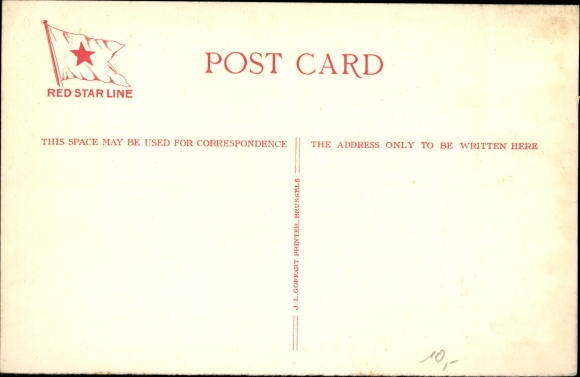 POST CARD
RED STAR LINE
THIS SPACE MAY BE USED FOR CORRESPONDENCE
THE ADDRESS ONLY TO BE WRITTEN HERE
J. L. GOFFART PRINTER, BRUSSELS
10,-